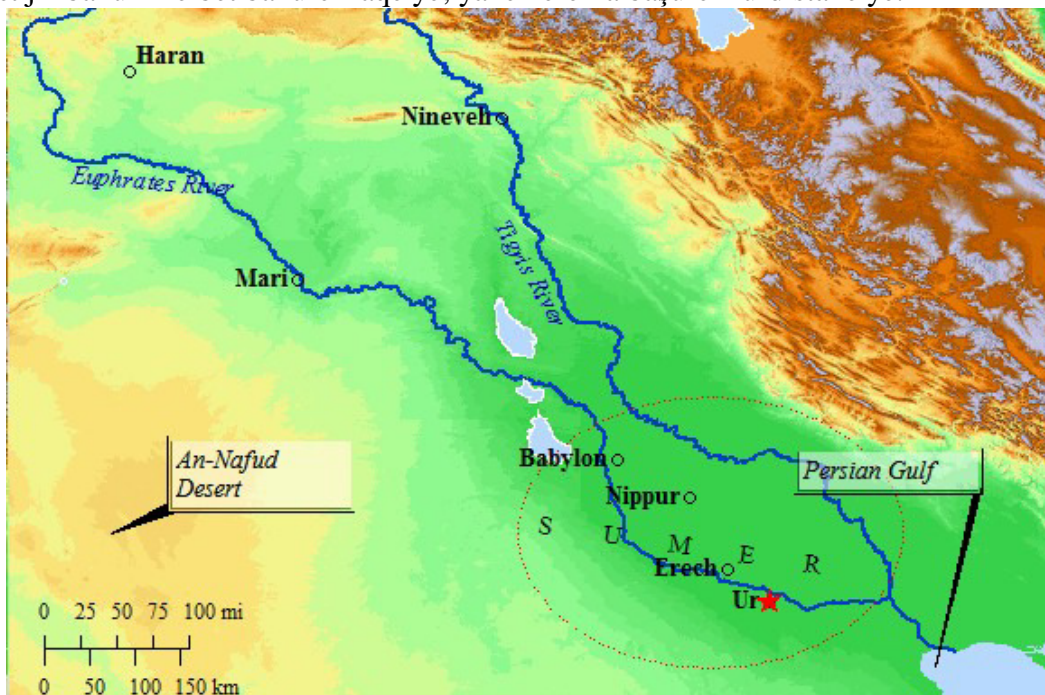 Haran
Nineveh
Euphrates River
Tigris River
Mari
An-Nafud
Desert
Babylon
Persian Gulf
Nippur
S U M E R
Erech
Ur
0 25 50 75 100 mi
0 50 100 150 km